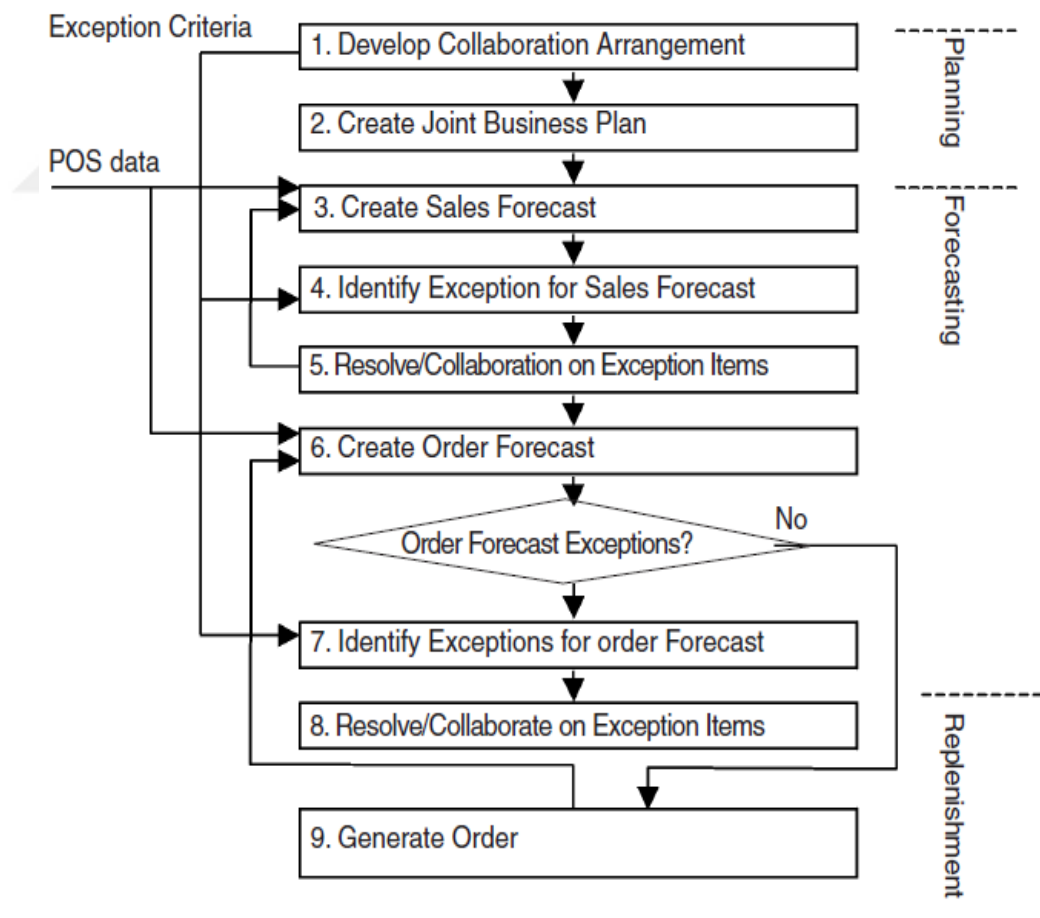 Exception Criteria
1. Develop Collaboration Arrangement
Planning
2. Create Joint Business Plan
POS data
3. Create Sales Forecast
Forecasting
4. Identify Exception for Sales Forecast
5. Resolve/Collaboration on Exception Items
6. Create Order Forecast
Order Forecast Exceptions?
No
7. Identify Exceptions for order Forecast
8. Resolve/Collaborate on Exception Items
Replenishment
9. Generate Order